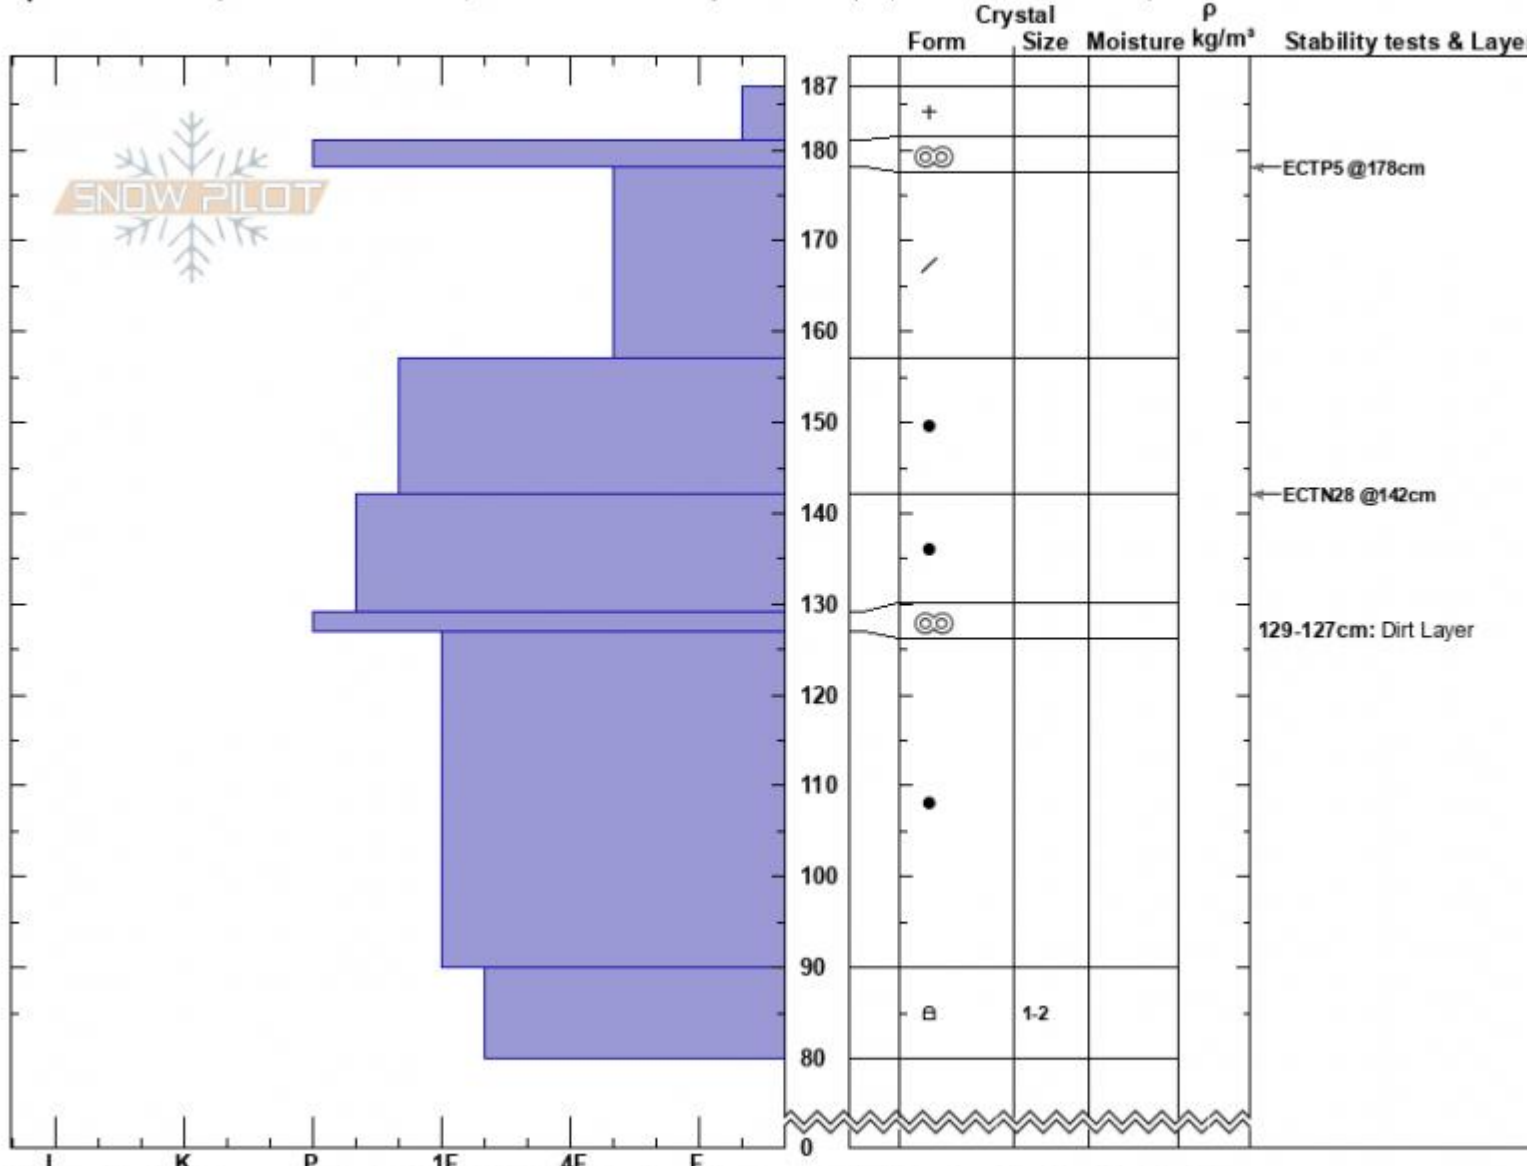 ρ
Crystal
Form Size Moisture kg/m³ Stability tests & Laye
187
180
ECTP5 @178cm
SNOW PILOT
170
160
150
ECTN28 @142cm
140
130
129-127cm: Dirt Layer
120
110
100
90
1-2
80
0
I K P 1F 4F F